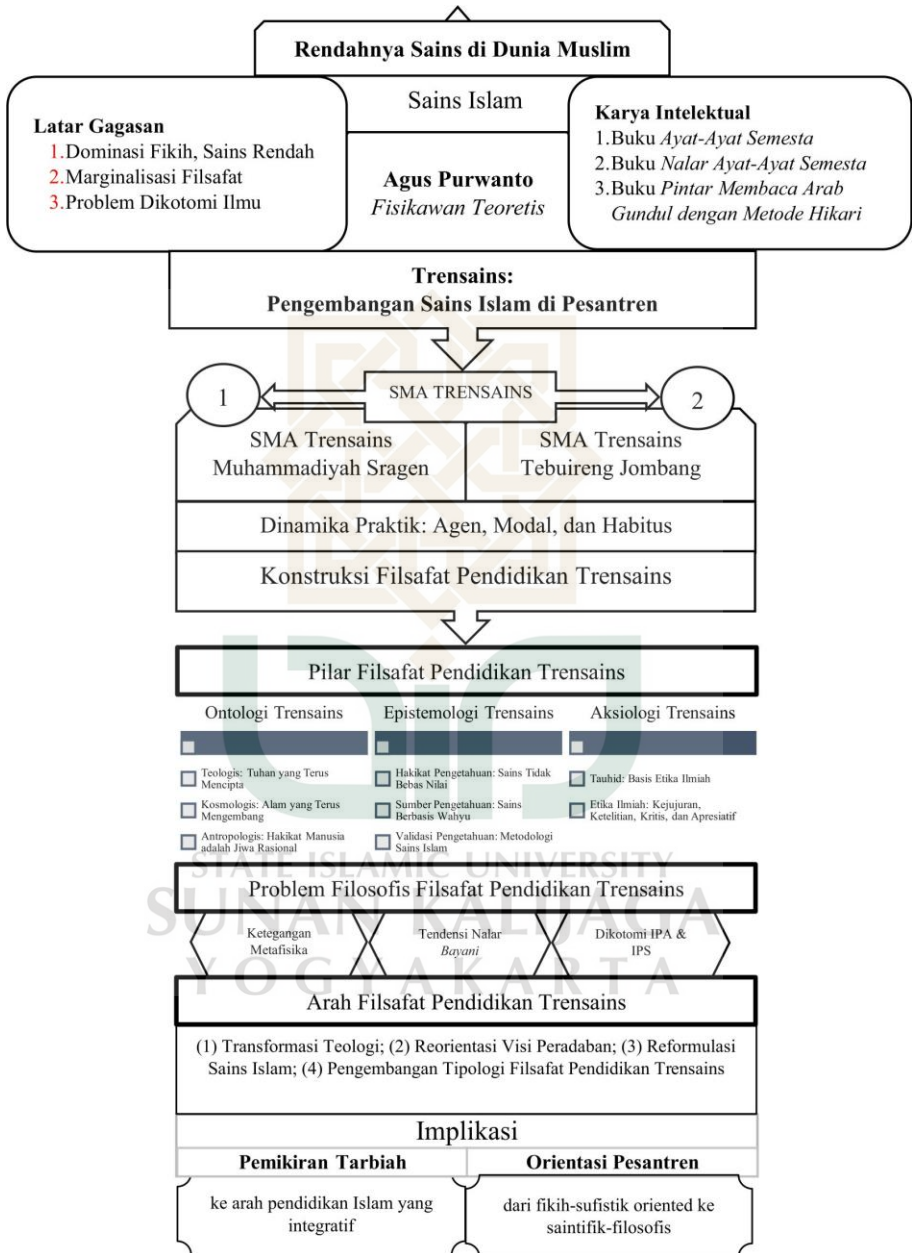 Rendahnya Sains di Dunia Muslim
Sains Islam
Latar Gagasan
1.Dominasi Fikih, Sains Rendah
2.Marginalisasi Filsafat
3.Problem Dikotomi Ilmu
Agus Purwanto
Fisikawan Teoretis
Karya Intelektual
1.Buku Ayat-Ayat Semesta
2.Buku Nalar Ayat-Ayat Semesta
3.Buku Pintar Membaca Arab
Gundul dengan Metode Hikari
Trensains:
Pengembangan Sains Islam di Pesantren
SMA TRENSAINS
1
2
SMA Trensains
Muhammadiyah Sragen
SMA Trensains
Tebuireng Jombang
Dinamika Praktik: Agen, Modal, dan Habitus
Konstruksi Filsafat Pendidikan Trensains
Pilar Filsafat Pendidikan Trensains
Ontologi Trensains
Teologis: Tuhan yang Terus
Mencipta
Kosmologis: Alam yang Terus
Mengembang
Antropologis: Hakikat Manusia
adalah Jiwa Rasional
Epistemologi Trensains
Hakikat Pengetahuan: Sains Tidak
Bebas Nilai
Sumber Pengetahuan: Sains
Berbasis Wahyu
Validasi Pengetahuan: Metodologi
Sains Islam
Aksiologi Trensains
Tauhid: Basis Etika Ilmiah
Etika Ilmiah: Kejujuran,
Ketelitian, Kritis, dan Apresiatif
STATE ISLAMIC UNIVERSITY
SUNAN KALIJAGA
YOGYAKARTA
Problem Filosofis Filsafat Pendidikan Trensains
Ketegangan
Metafisika
Tendensi Nalar
Bayani
Dikotomi IPA &
IPS
Arah Filsafat Pendidikan Trensains
(1) Transformasi Teologi; (2) Reorientasi Visi Peradaban; (3) Reformulasi
Sains Islam; (4) Pengembangan Tipologi Filsafat Pendidikan Trensains
Implikasi
Pemikiran Tarbiah
ke arah pendidikan Islam yang
integratif
Orientasi Pesantren
dari fikih-sufistik oriented ke
saintifik-filosofis